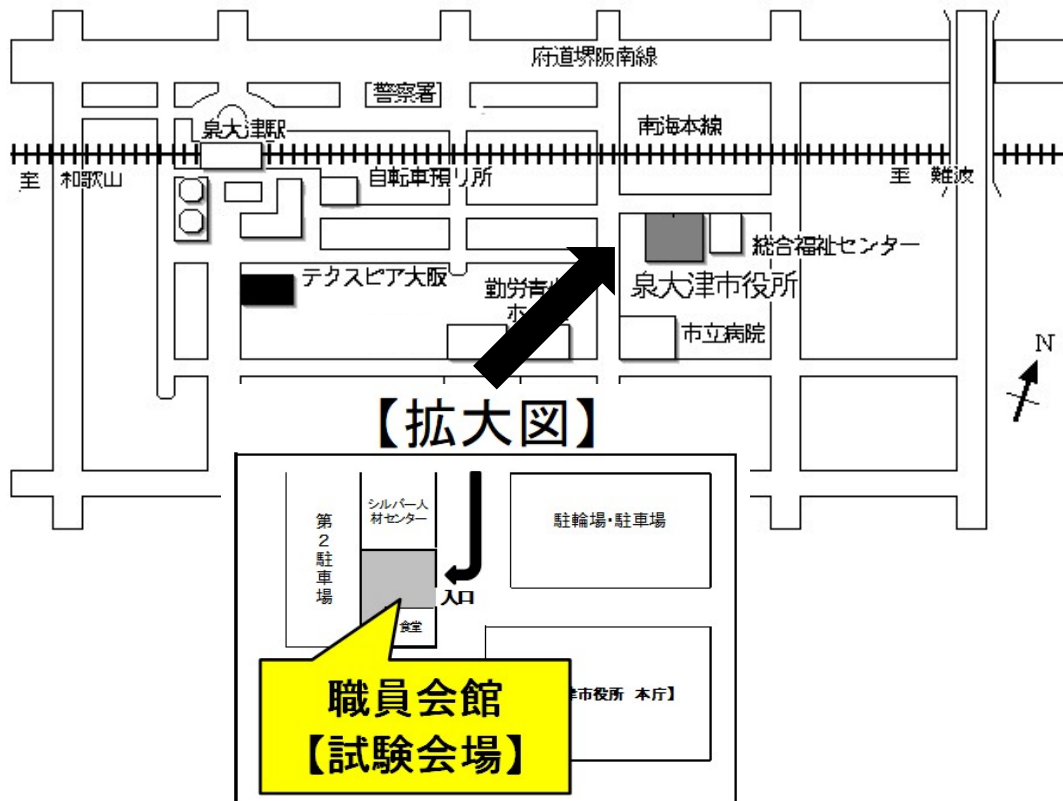 府道堺阪南線
警察署
泉大津駅
南海本線
至 和歌山
自転車預り所
至 難波
総合福祉センター
テクスピア大阪
泉大津市役所
勤労青
ホ
市立病院
N
【拡大図】
シルバー人
材センター
第2駐車場
駐輪場・駐車場
入口
食堂
津市役所 本庁】
職員会館
【試験会場】